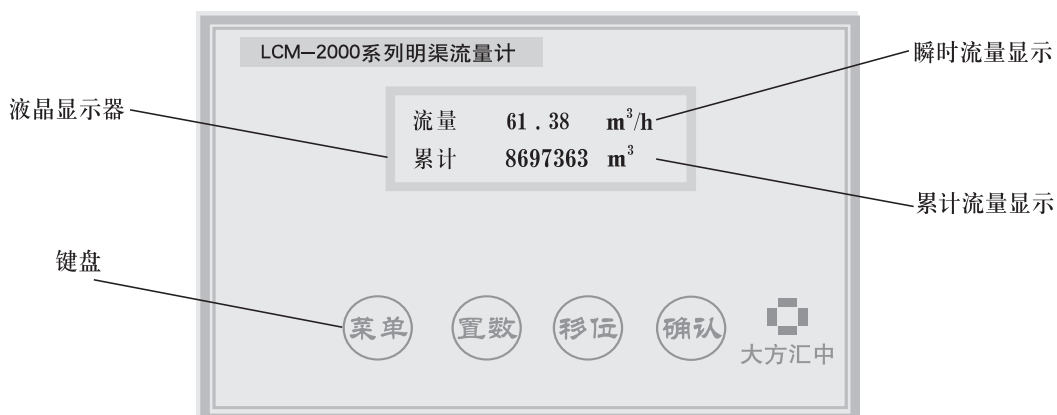 LCM-2000系列明渠流量计
瞬时流量显示
液晶显示器
流量 61 . 38 m³/h
累计 8697363 m³
累计流量显示
键盘
菜单 置数 移位 确认
大方汇中